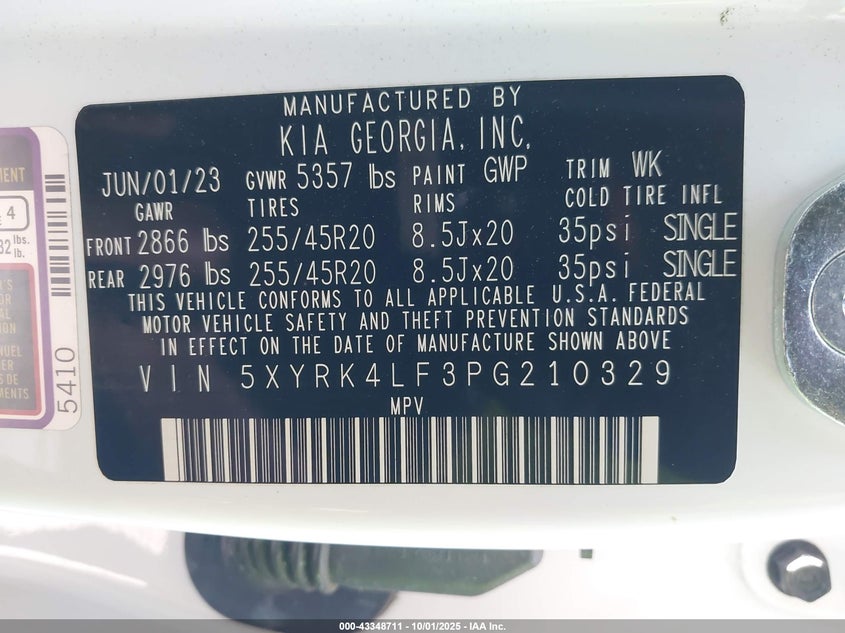 MANUFACTURED BY
KIA GEORGIA, INC.
JUN/01/23 GVWR 5357 lbs PAINT GWP TRIM WK
GAWR TIRES RIMS COLD TIRE INFL
FRONT 2866 lbs 255/45R20 8.5Jx20 35psi SINGLE
REAR 2976 lbs 255/45R20 8.5Jx20 35psi SINGLE
THIS VEHICLE CONFORMS TO ALL APPLICABLE U.S.A. FEDERAL
MOTOR VEHICLE SAFETY AND THEFT PREVENTION STANDARDS
IN EFFECT ON THE DATE OF MANUFACTURE SHOWN ABOVE
VIN 5XYRK4LF3PG210329
MPV
4
lbs.
lb.
5410
000-43348711 - 10/01/2025 - IAA Inc.